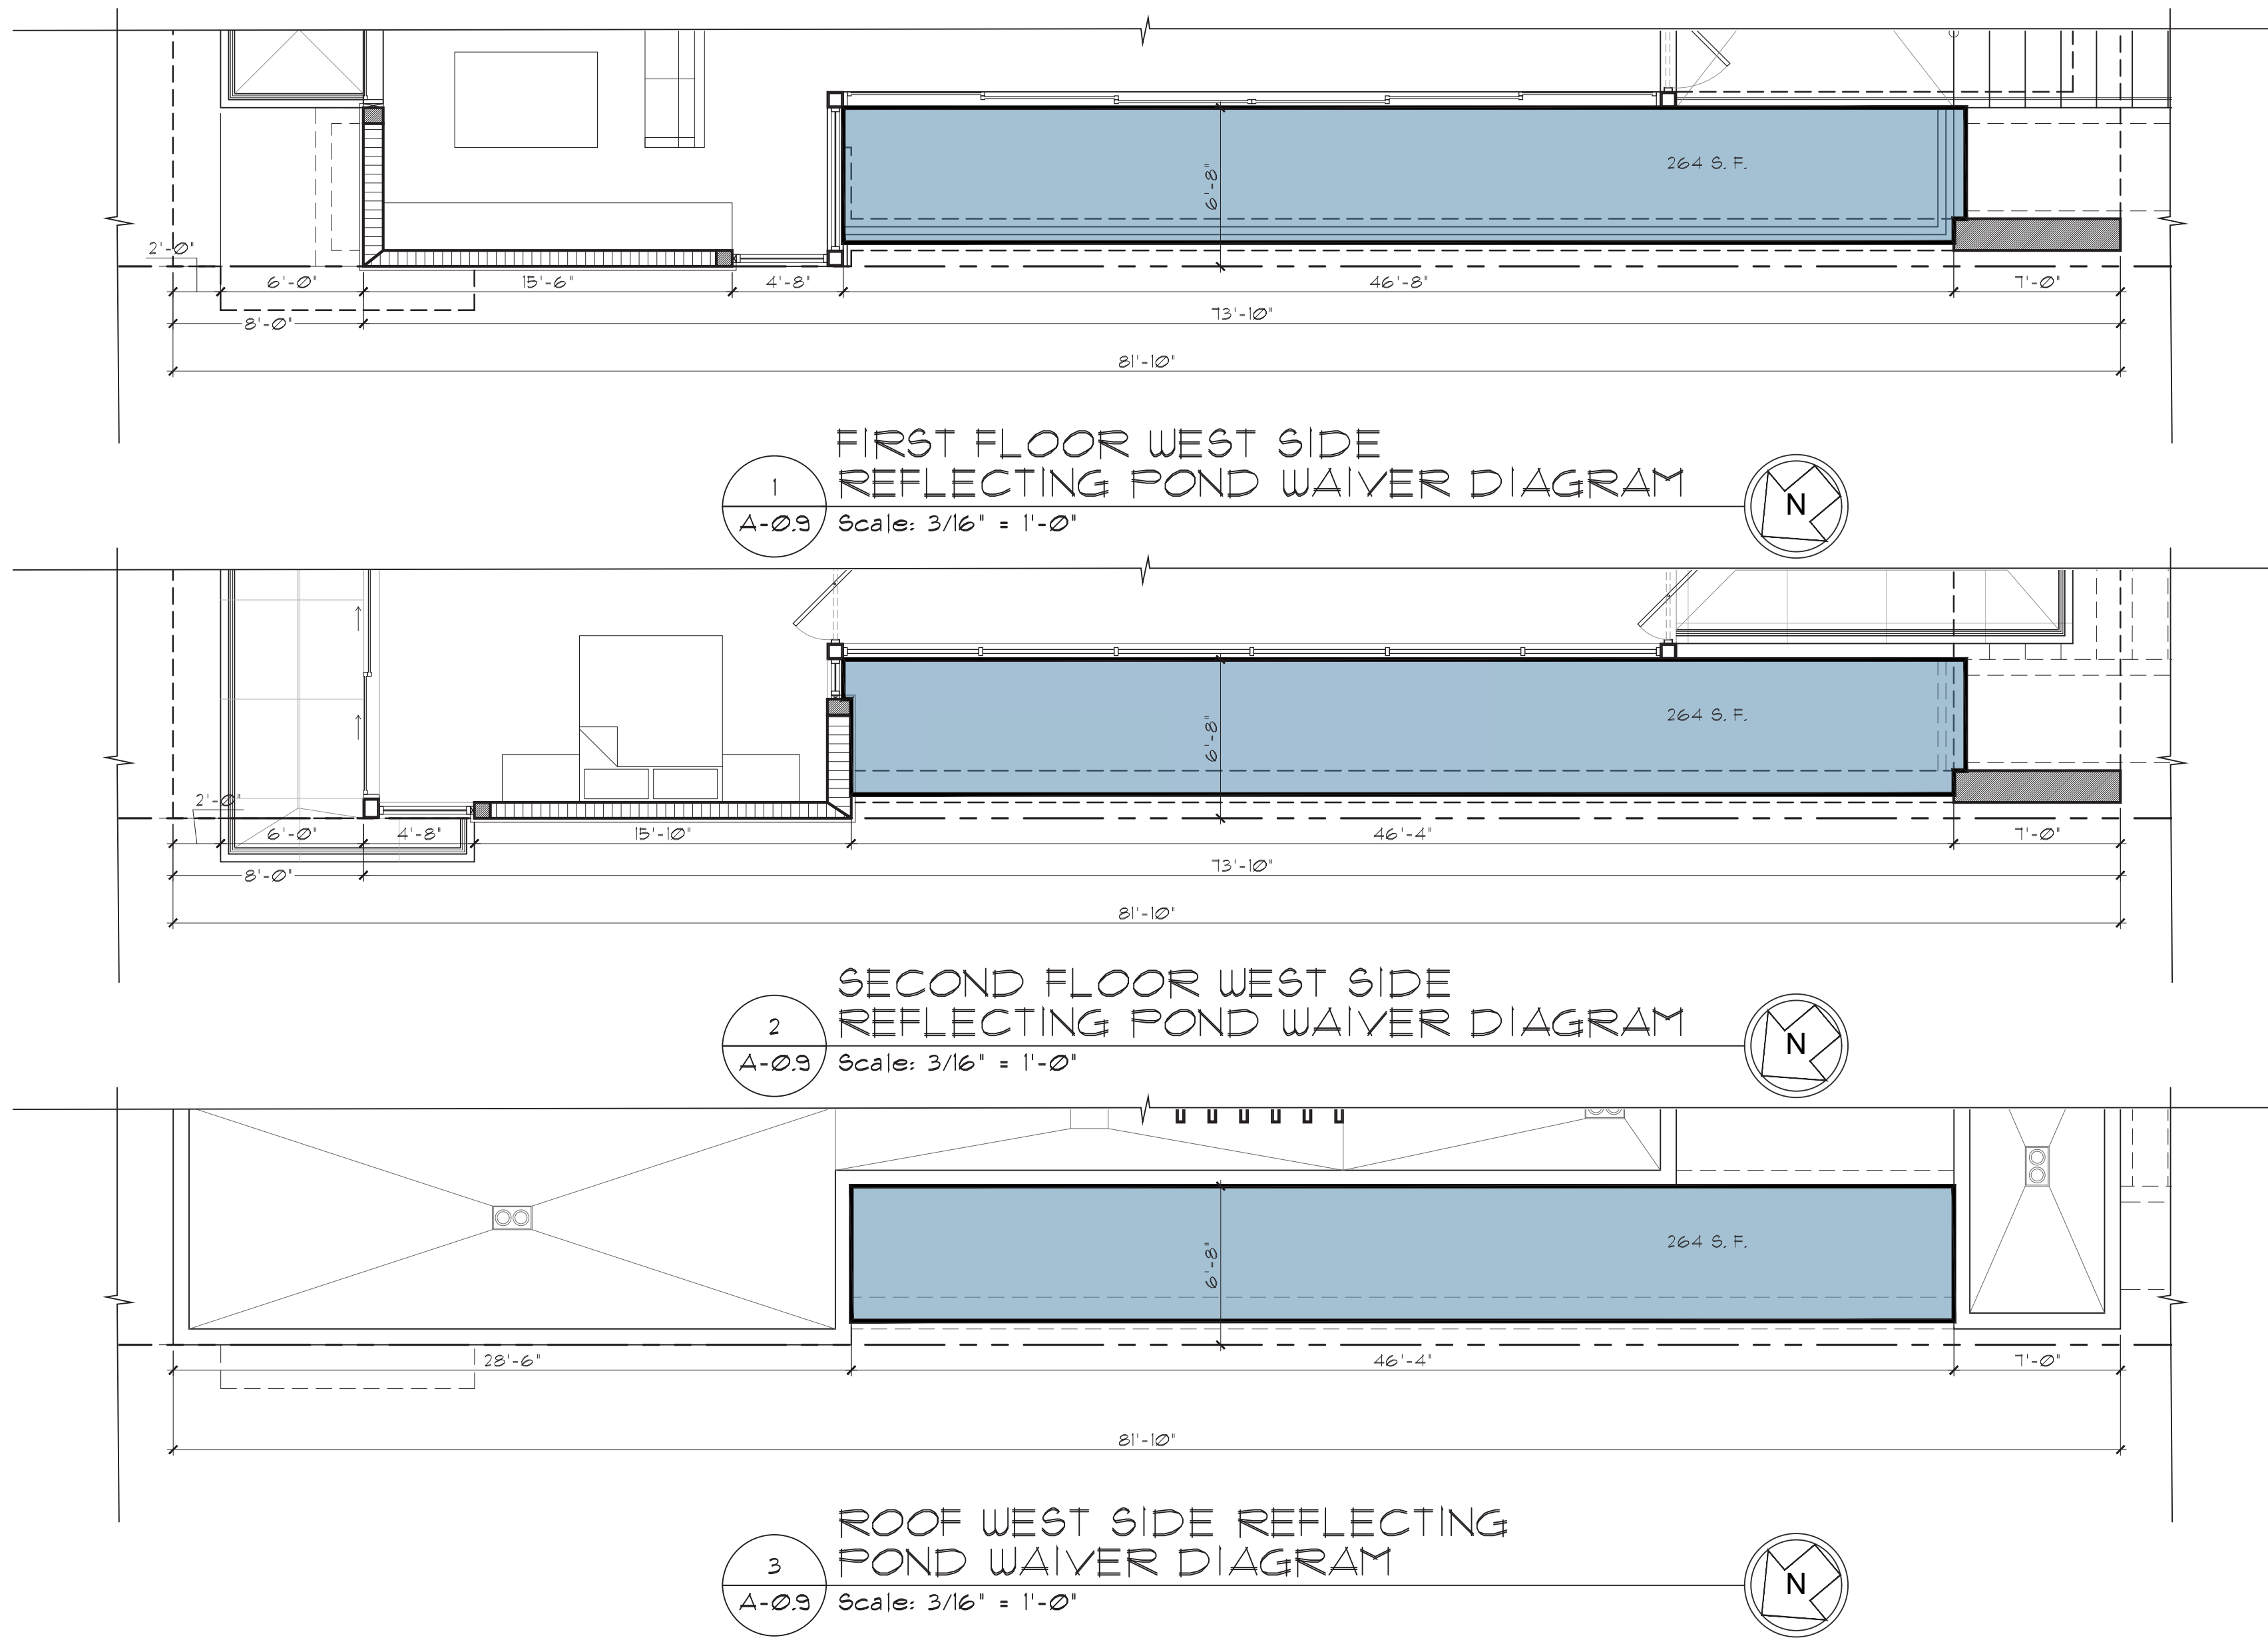 264 S. F.
6'-8"
2'-0"
6'-0"
15'-6"
4'-8"
46'-8"
7'-0"
8'-0"
73'-10"
81'-10"
FIRST FLOOR WEST SIDE
REFLECTING POND WAIVER DIAGRAM
1
A-0.9
Scale: 3/16" = 1'-0"
N
264 S. F.
6'-8"
2'-0"
6'-0"
4'-8"
15'-10"
46'-4"
7'-0"
8'-0"
73'-10"
81'-10"
SECOND FLOOR WEST SIDE
REFLECTING POND WAIVER DIAGRAM
2
A-0.9
Scale: 3/16" = 1'-0"
N
264 S. F.
6'-8"
28'-6"
46'-4"
7'-0"
81'-10"
ROOF WEST SIDE REFLECTING
POND WAIVER DIAGRAM
3
A-0.9
Scale: 3/16" = 1'-0"
N